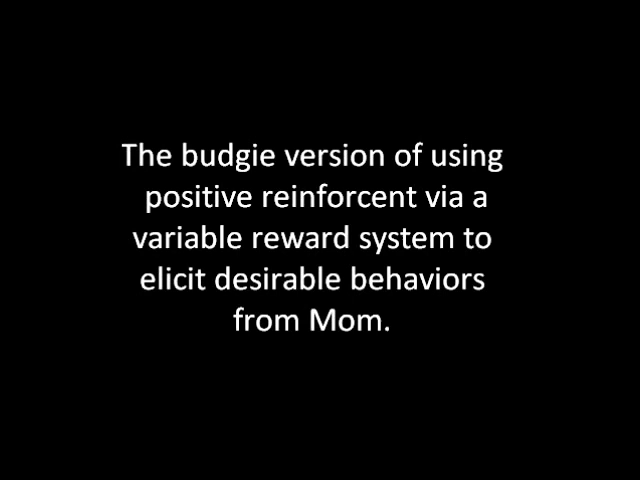 The budgie version of using
positive reinforcent via a
variable reward system to
elicit desirable behaviors
from Mom.